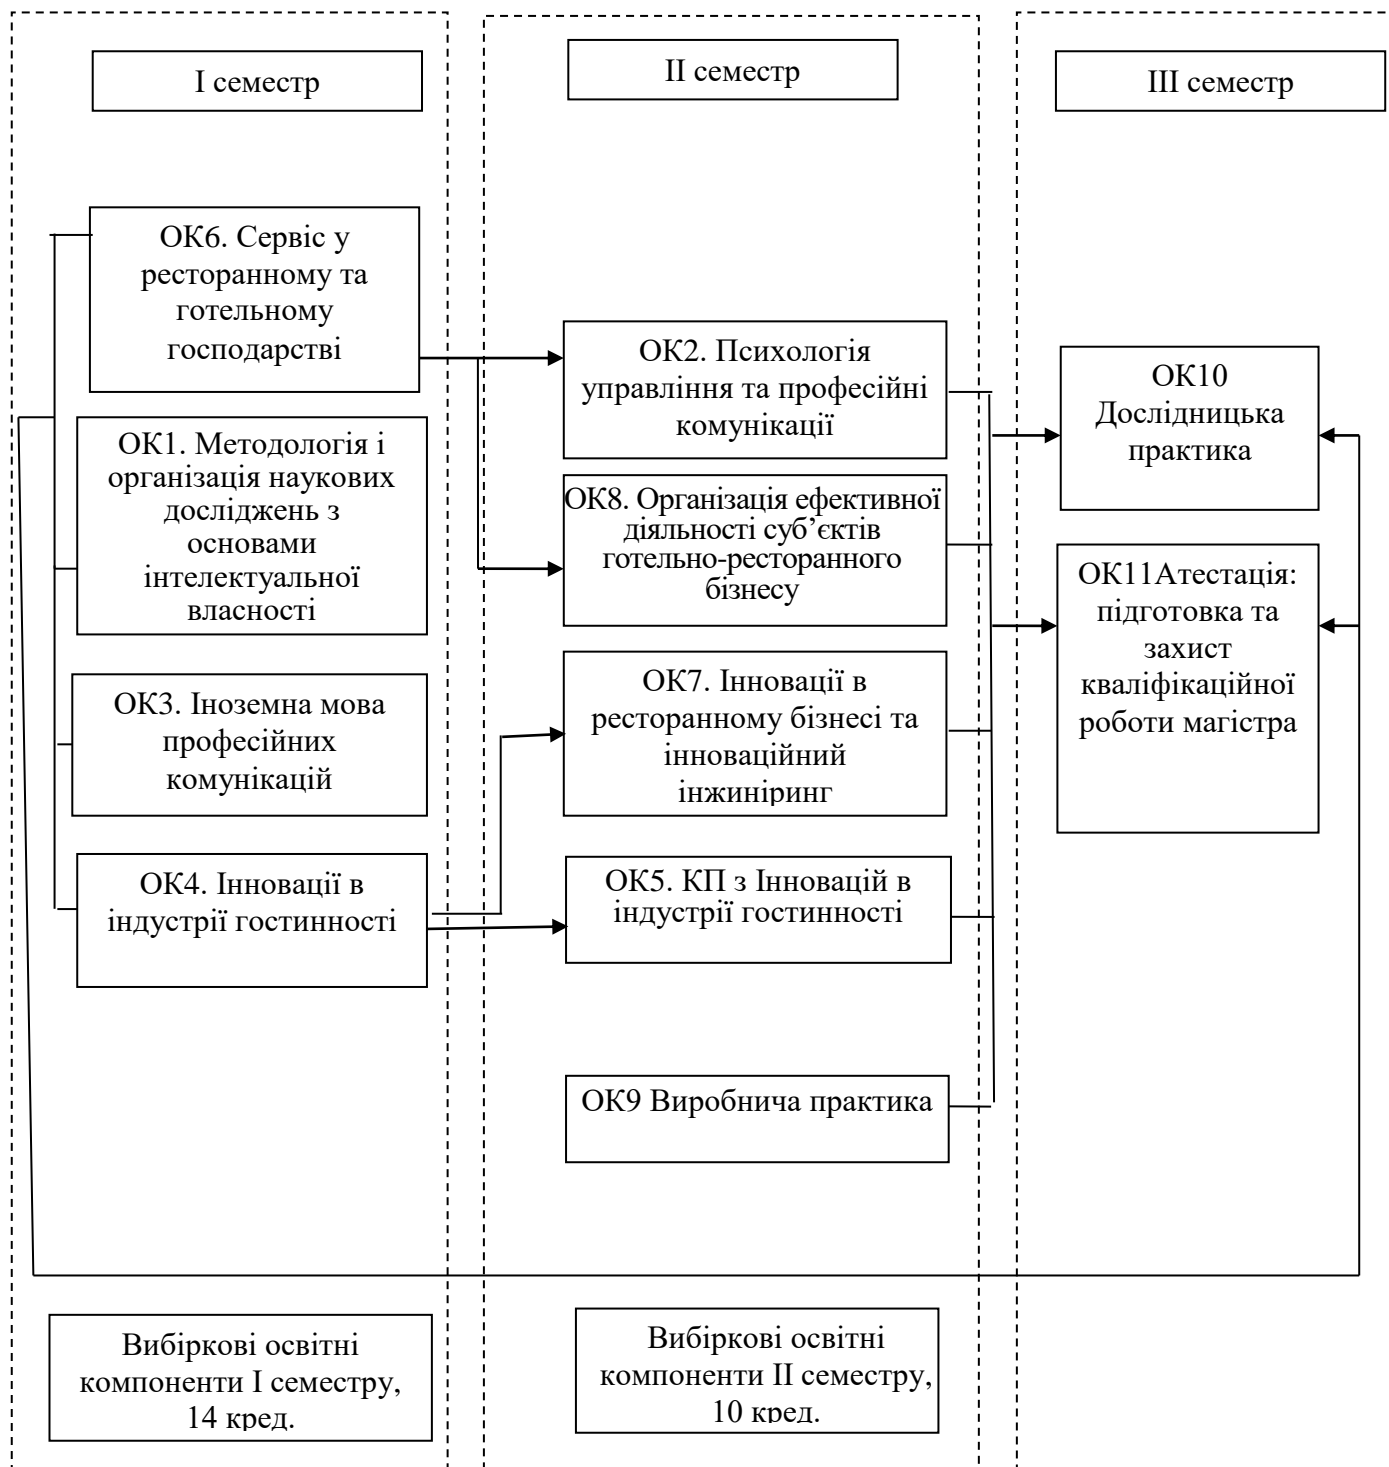 І семестр
ІІ семестр
ІІІ семестр
ОК6. Сервіс у
ресторанному та
готельному
господарстві
ОК1. Методологія і
організація наукових
досліджень з
основами
інтелектуальної
власності
ОК3. Іноземна мова
професійних
комунікацій
ОК4. Інновації в
індустрії гостинності
ОК2. Психологія
управління та професійні
комунікації
ОК8. Організація ефективної
діяльності суб’єктів
готельно-ресторанного
бізнесу
ОК7. Інновації в
ресторанному бізнесі та
інноваційний
інжиніринг
ОК5. КП з Інновацій в
індустрії гостинності
ОК9 Виробнича практика
ОК10
Дослідницька
практика
ОК11Атестація:
підготовка та
захист
кваліфікаційної
роботи магістра
Вибіркові освітні
компоненти І семестру,
14 кред.
Вибіркові освітні
компоненти ІІ семестру,
10 кред.